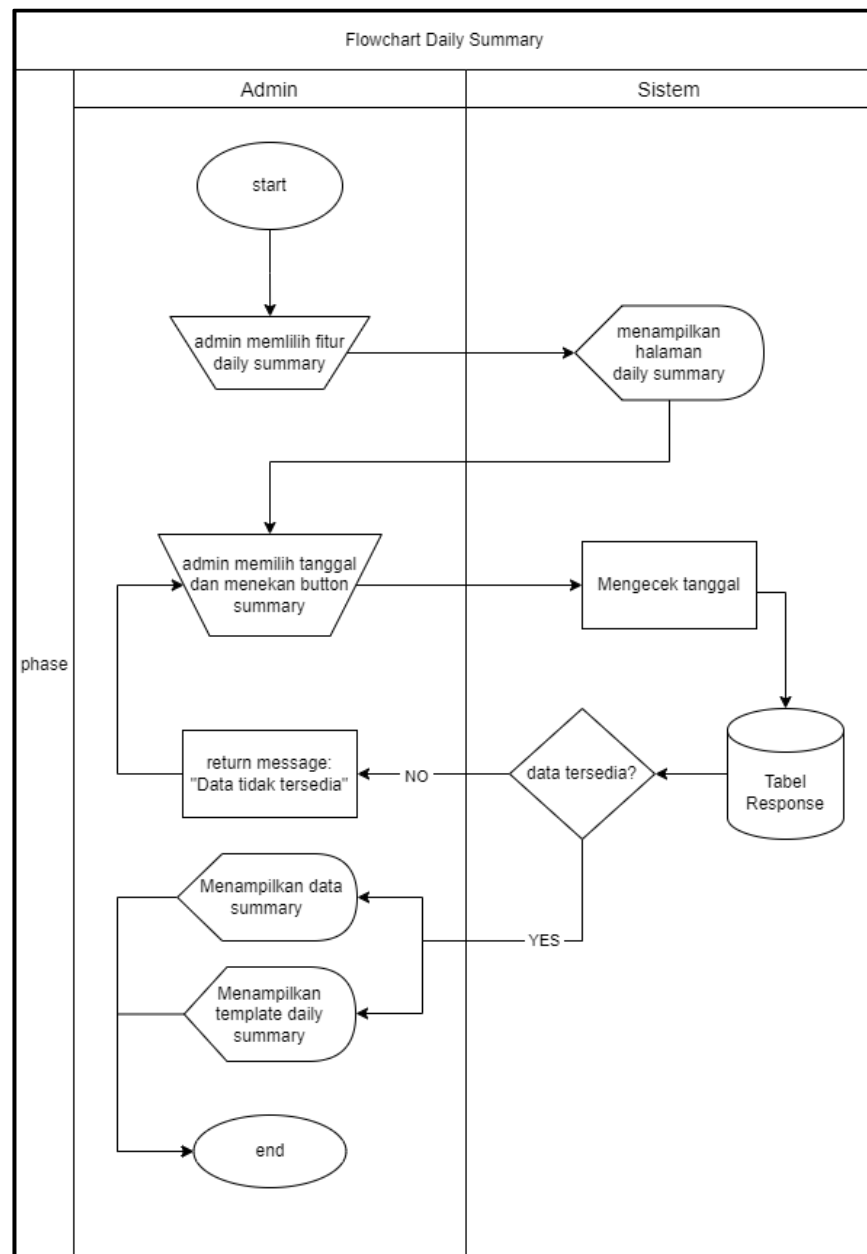 Flowchart Daily Summary
Admin
Sistem
phase
start
admin memlilih fitur
daily summary
menampilkan
halaman
daily summary
admin memilih tanggal
dan menekan button
summary
Mengecek tanggal
return message:
"Data tidak tersedia"
NO
data tersedia?
Tabel
Response
Menampilkan data
summary
YES
Menampilkan
template daily
summary
end